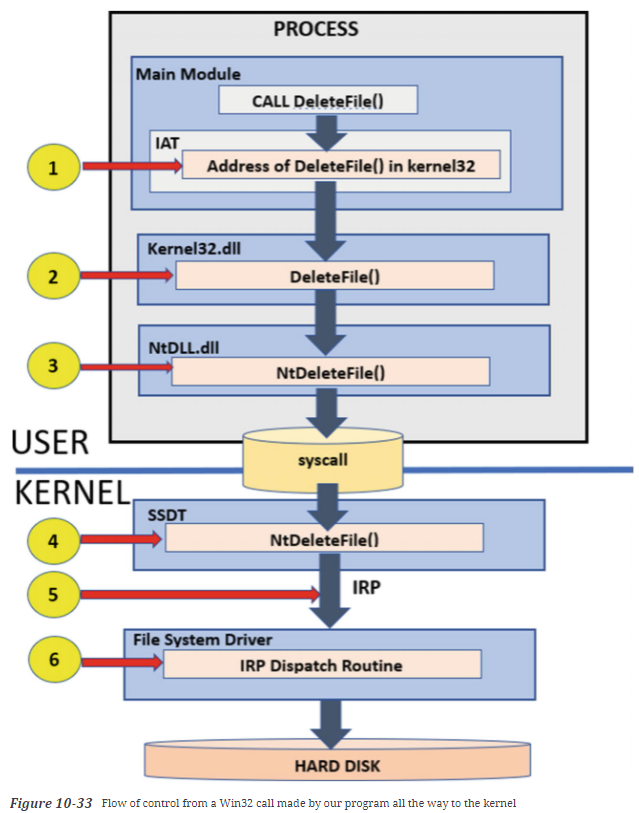 PROCESS
Main Module
CALL DeleteFile()
IAT
1
Address of DeleteFile() in kernel32
Kernel32.dll
2
DeleteFile()
NtDLL.dll
3
NtDeleteFile()
USER
syscall
KERNEL
SSDT
4
NtDeleteFile()
5
IRP
File System Driver
6
IRP Dispatch Routine
HARD DISK
Figure 10-33 Flow of control from a Win32 call made by our program all the way to the kernel